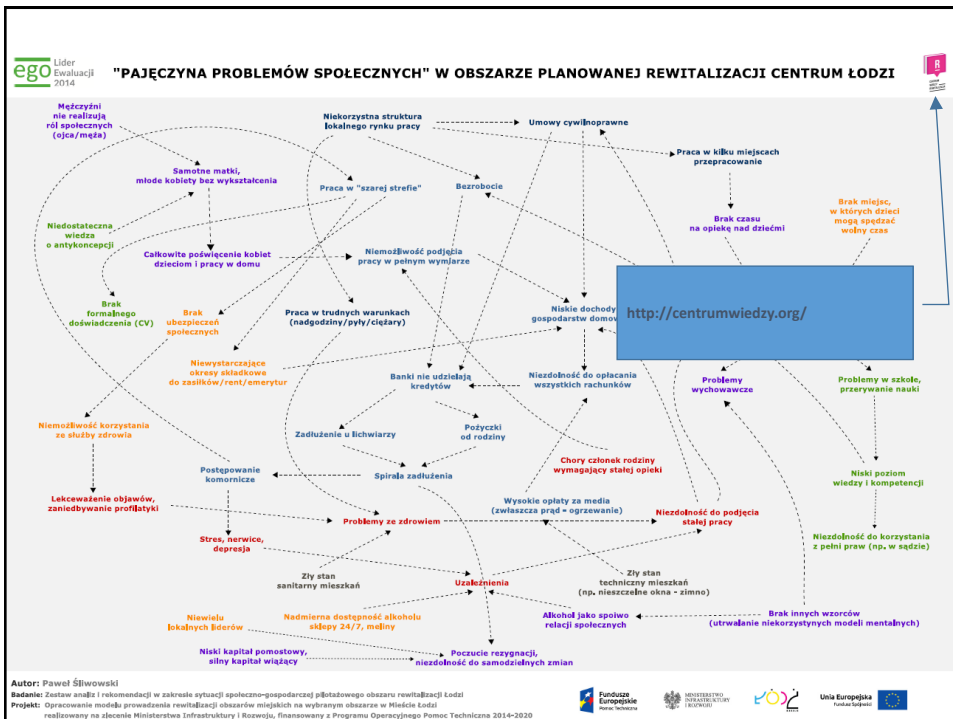 ego Lider
Ewaluacji
2014
"PAJĘCZYNA PROBLEMÓW SPOŁECZNYCH" W OBSZARZE PLANOWANEJ REWITALIZACJI CENTRUM ŁODZI
R
Mężczyźni
nie realizują
ról społecznych
(ojca/męża)
Niekorzystna struktura
lokalnego rynku pracy
Umowy cywilnoprawne
Praca w kilku miejscach
przepracowanie
Samotne matki,
młode kobiety bez wykształcenia
Praca w "szarej strefie"
Bezrobocie
Brak miejsc,
w których dzieci
mogą spędzać
wolny czas
Brak czasu
na opiekę nad dziećmi
Niedostateczna
wiedza
o antykoncepcji
Całkowite poświęcenie kobiet
dzieciom i pracy w domu
Niemożliwość podjęcia
pracy w pełnym wymiarze
Brak
formalnego
doświadczenia (CV)
Brak
ubezpieczeń
społecznych
Praca w trudnych warunkach
(nadgodziny/pyły/ciężary)
Niskie dochody
gospodarstw domow
http://centrumwiedzy.org/
Niewystarczające
okresy składkowe
do zasiłków/rent/emerytur
Banki nie udzielają
kredytów
Niezdolność do opłacania
wszystkich rachunków
Problemy
wychowawcze
Problemy w szkole,
przerywanie nauki
Niemożliwość korzystania
ze służby zdrowia
Zadłużenie u lichwiarzy
Pożyczki
od rodziny
Chory członek rodziny
wymagający stałej opieki
Postępowanie
komornicze
Spirala zadłużenia
Niski poziom
wiedzy i kompetencji
Lekceważenie objawów,
zaniedbywanie profilatyki
Problemy ze zdrowiem
Wysokie opłaty za media
(zwłaszcza prąd = ogrzewanie)
Niezdolność do podjęcia
stałej pracy
Stres, nerwice,
depresja
Niezdolność do korzystania
z pełni praw (np. w sądzie)
Zły stan
sanitarny mieszkań
Uzależnienia
Zły stan
techniczny mieszkań
(np. nieszczelne okna - zimno)
Niewielu
lokalnych liderów
Nadmierna dostępność alkoholu
sklepy 24/7, meliny
Alkohol jako spoiwo
relacji społecznych
Brak innych wzorców
(utrwalanie niekorzystynych modeli mentalnych)
Niski kapitał pomostowy,
silny kapitał wiążący
Poczucie rezygnacji,
niezdolność do samodzielnych zmian
Autor: Paweł Śliwowski
Badanie: Zestaw analiz i rekomendacji w zakresie sytuacji społeczno-gospodarczej pilotażowego obszaru rewitalizacji Łodzi
Projekt: Opracowanie modelu prowadzenia rewitalizacji obszarów miejskich na wybranym obszarze w Mieście Łodzi
realizowany na zlecenie Ministerstwa Infrastruktury i Rozwoju, finansowany z Programu Operacyjnego Pomoc Techniczna 2014-2020
Fundusze
Europejskie
Pomoc Techniczna
MINISTERSTWO
INFRASTRUKTURY
I ROZWOJU
ŁÓDŹ
Unia Europejska
Fundusz Spójności